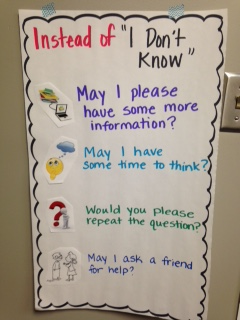 Instead of "I Don't
Know"
May I please
have some more
information?
May I have
some time to think?
Would you please
repeat the question?
May I ask a friend
for help?